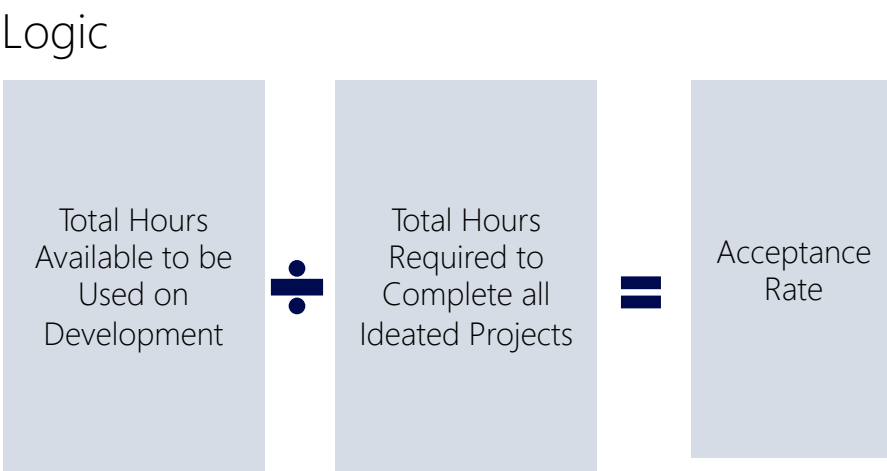 Logic
Total Hours
Available to be
Used on
Development
÷
Total Hours
Required to
Complete all
Ideated Projects
=
Acceptance
Rate